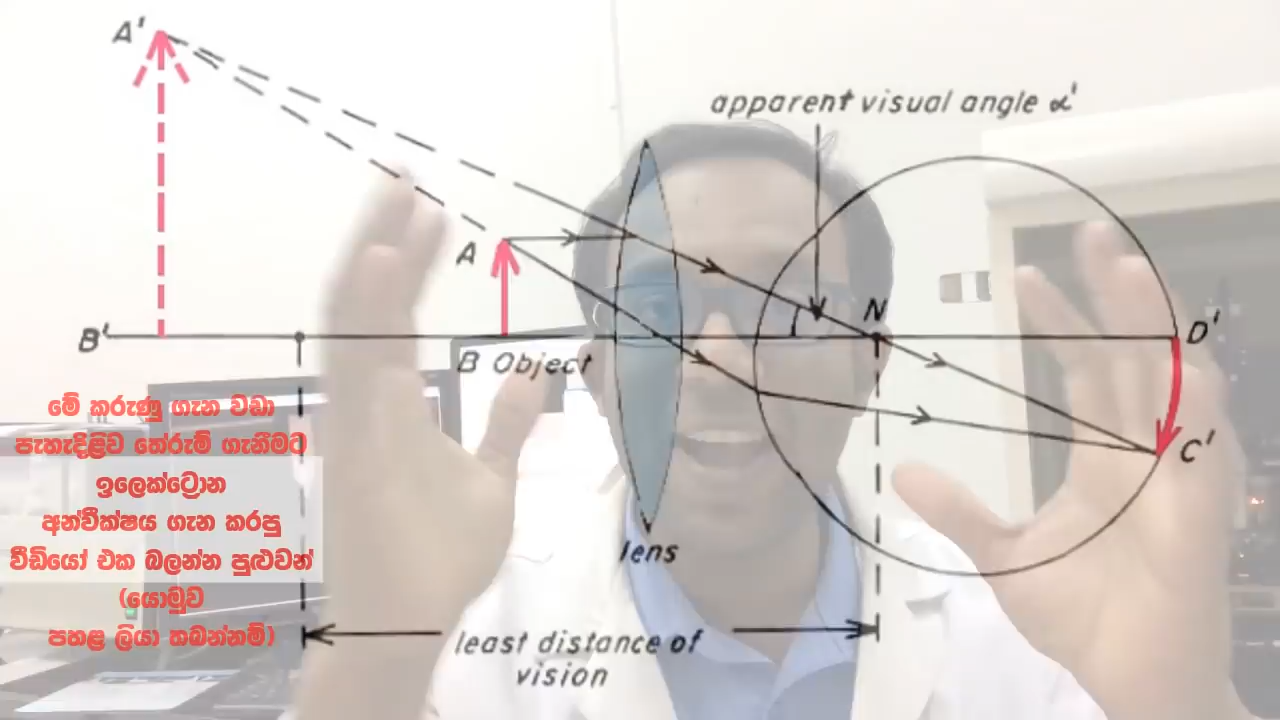 A'
apparent visual angle α'
A
N
B'
D'
B Object
C'
මේ කරුණු ගැන වඩා
පැහැදිළිව තේරුම් ගැනීමට
ඉලෙක්ට්‍රෝන
අන්වීක්ෂය ගැන කරපු
වීඩියෝ එක බලන්න පුළුවන්
(යොමුව
පහළ ලියා තබන්නම්)
lens
least distance of
vision